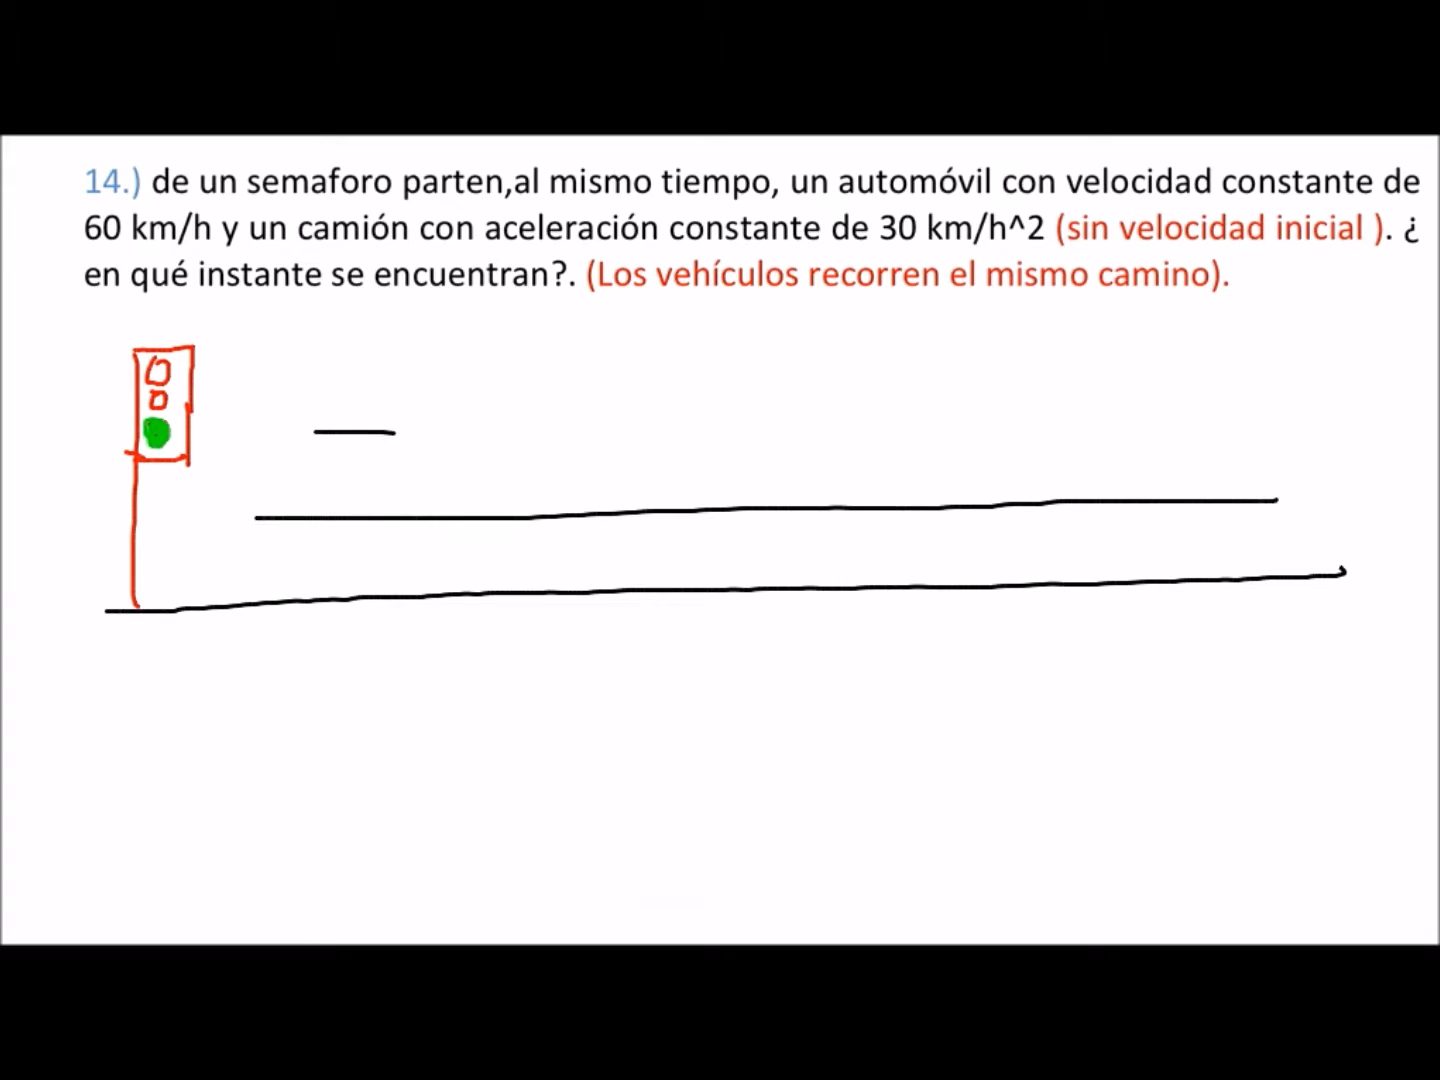 14.) de un semaforo parten,al mismo tiempo, un automóvil con velocidad constante de
60 km/h y un camión con aceleración constante de 30 km/h^2 (sin velocidad inicial ). ¿
en qué instante se encuentran?. (Los vehículos recorren el mismo camino).